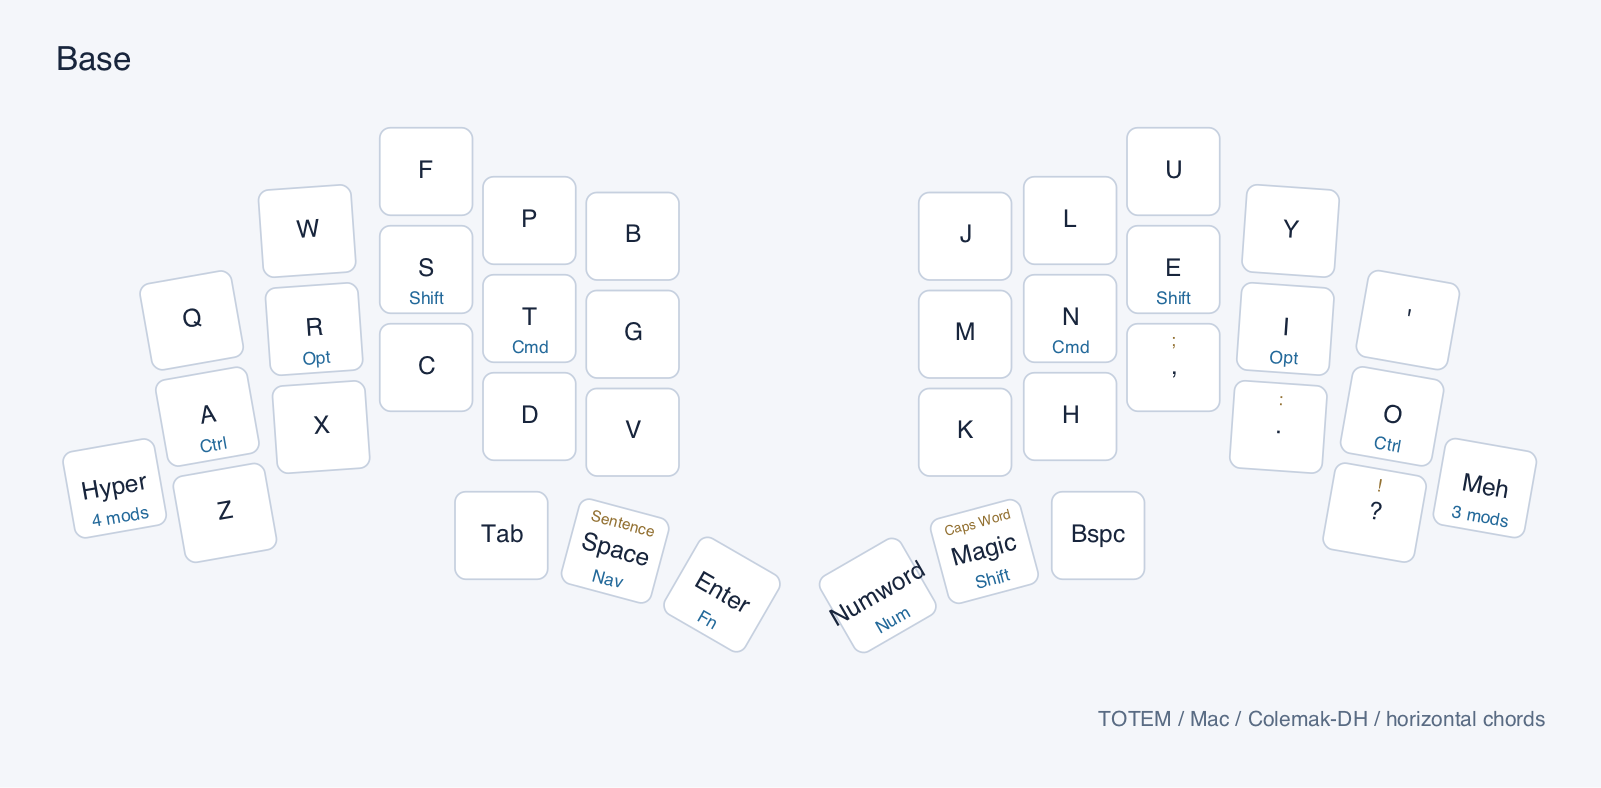 Base
Q
W
F
P
B
J
L
U
Y
'
A
Ctrl
R
Opt
S
Shift
T
Cmd
G
M
N
Cmd
E
Shift
I
Opt
O
Ctrl
Hyper
4 mods
Z
X
C
D
V
K
H
;
,
:
.
!
?
Meh
3 mods
Tab
Sentence
Space
Nav
Enter
Fn
Numword
Num
Caps Word
Magic
Shift
Bspc
TOTEM / Mac / Colemak-DH / horizontal chords